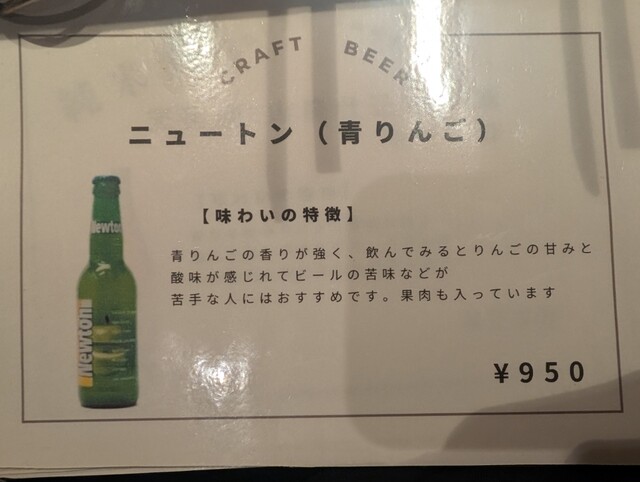 CRAFT BEER
ニュートン（青りんご）
【味わいの特徴】
青りんごの香りが強く、飲んでみるとりんごの甘みと
酸味が感じれてビールの苦味などが
苦手な人にはおすすめです。果肉も入っています
Newton
Newton
¥950